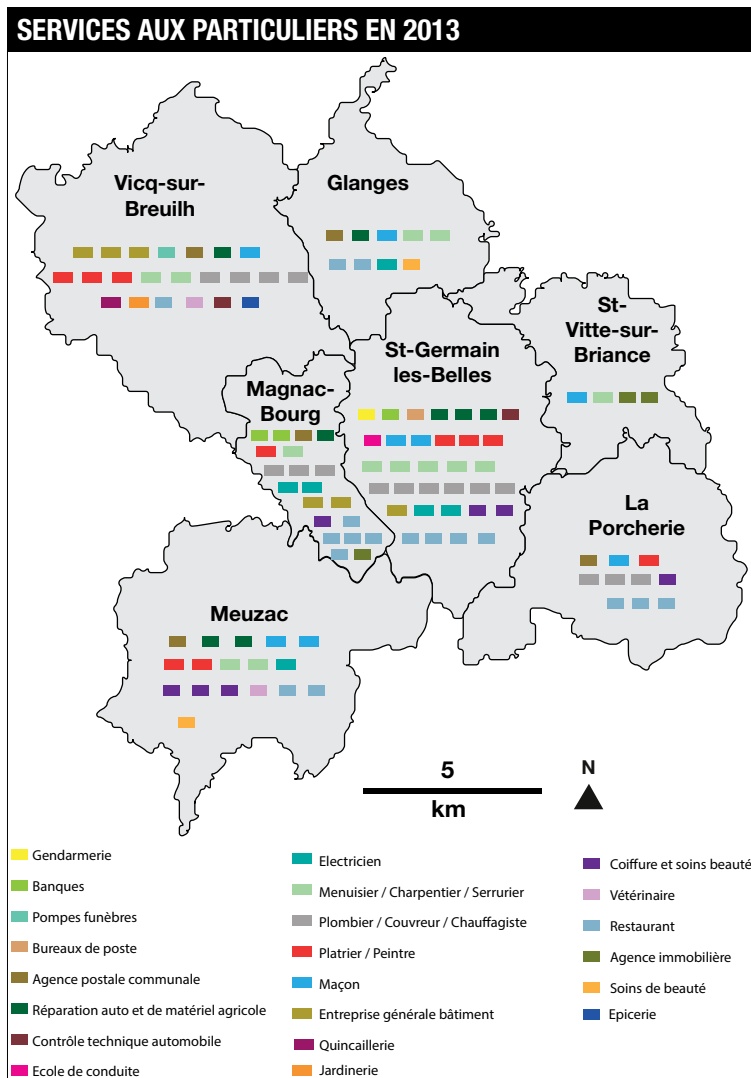 SERVICES AUX PARTICULIERS EN 2013
Vicq-sur-
Breuilh
Glanges
St-
Vitte-sur-
Briance
St-Germain
les-Belles
Magnac-
Bourg
La
Porcherie
Meuzac
5
km
N
Gendarmerie
Banques
Pompes funèbres
Bureaux de poste
Agence postale communale
Réparation auto et de matériel agricole
Contrôle technique automobile
Ecole de conduite
Electricien
Menuisier / Charpentier / Serrurier
Plombier / Couvreur / Chauffagiste
Platrier / Peintre
Maçon
Entreprise générale bâtiment
Quincaillerie
Jardinerie
Coiffure et soins beauté
Vétérinaire
Restaurant
Agence immobilière
Soins de beauté
Epicerie